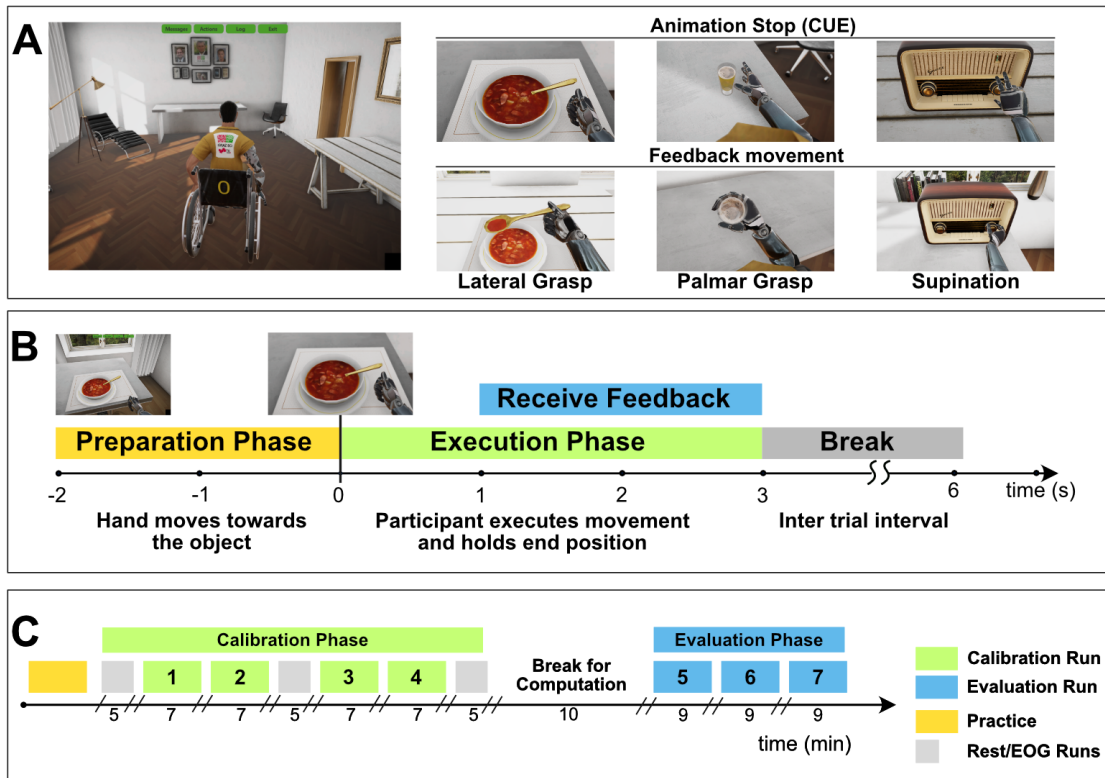 A
Messages Actions Log Exit
Animation Stop (CUE)
Feedback movement
Lateral Grasp Palmar Grasp Supination
B
Receive Feedback
Preparation Phase Execution Phase Break
-2 -1 0 1 2 3 6 time (s)
Hand moves towards
the object
Participant executes movement
and holds end position
Inter trial interval
C
Calibration Phase
Evaluation Phase
1 2 3 4
Break for
Computation
5 6 7
5 7 7 5 7 7 5 10 9 9 9
time (min)
Calibration Run
Evaluation Run
Practice
Rest/EOG Runs